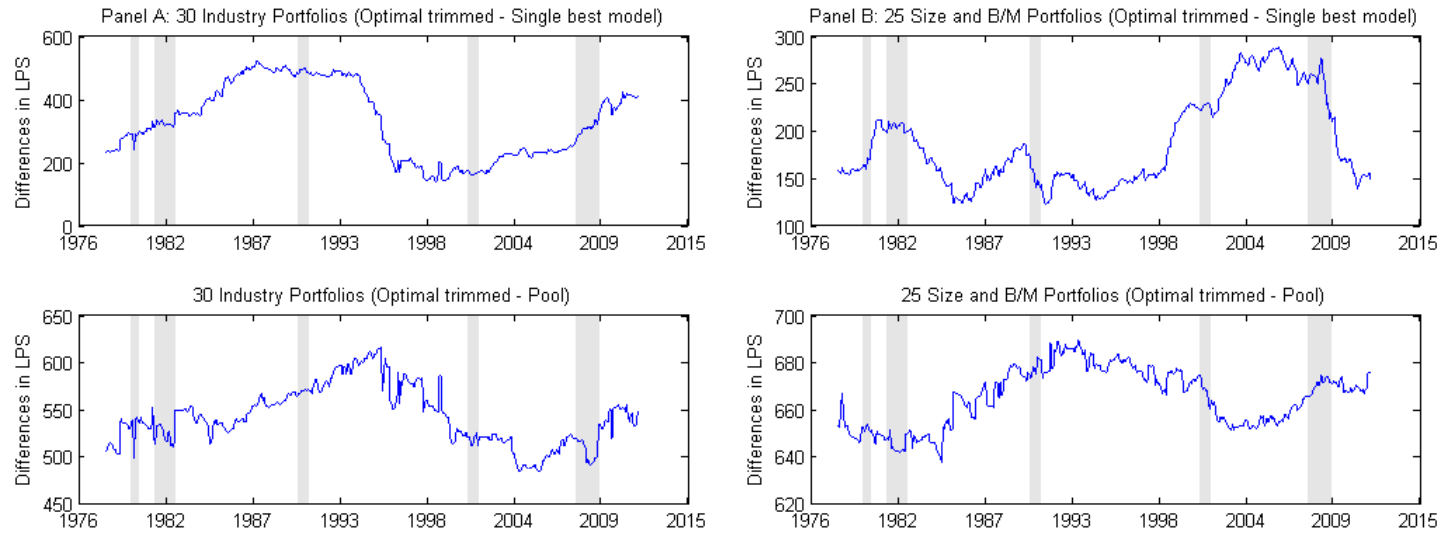 Panel A: 30 Industry Portfolios (Optimal trimmed - Single best model)
600
400
200
0
Differences in LPS
1976 1982 1987 1993 1998 2004 2009 2015
Panel B: 25 Size and B/M Portfolios (Optimal trimmed - Single best model)
300
250
200
150
100
Differences in LPS
1976 1982 1987 1993 1998 2004 2009 2015
30 Industry Portfolios (Optimal trimmed - Pool)
650
600
550
500
450
Differences in LPS
1976 1982 1987 1993 1998 2004 2009 2015
25 Size and B/M Portfolios (Optimal trimmed - Pool)
700
680
660
640
620
Differences in LPS
1976 1982 1987 1993 1998 2004 2009 2015